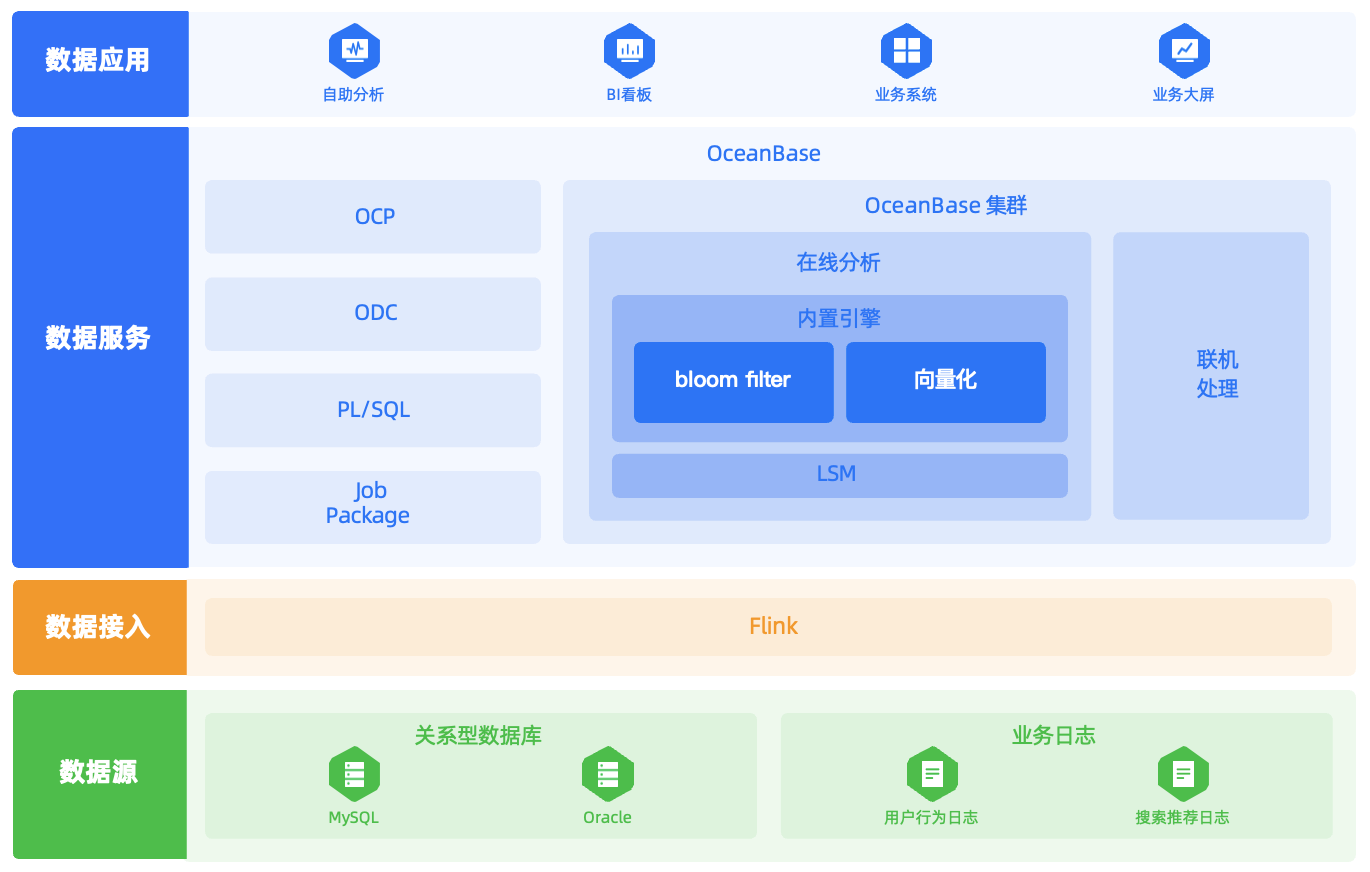 数据应用
自助分析
BI看板
业务系统
业务大屏
数据服务
OceanBase
OCP
ODC
PL/SQL
Job
Package
OceanBase 集群
在线分析
内置引擎
bloom filter
向量化
LSM
联机
处理
数据接入
Flink
数据源
关系型数据库
MySQL
Oracle
业务日志
用户行为日志
搜索推荐日志